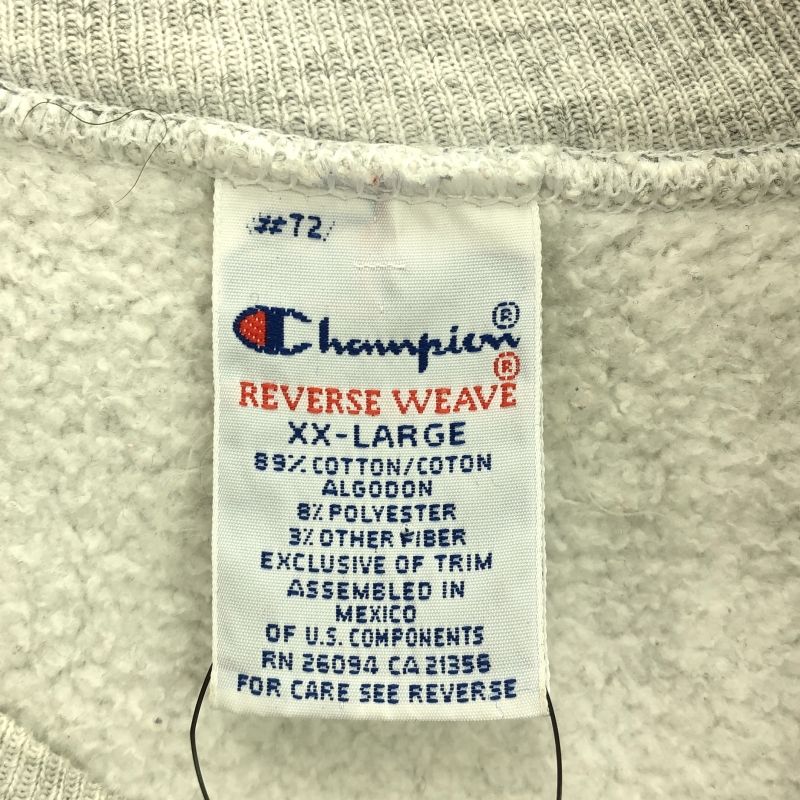 #72
Champion®
REVERSE WEAVE®
XX-LARGE
89% COTTON/COTON
ALGODON
8% POLYESTER
3% OTHER FIBER
EXCLUSIVE OF TRIM
ASSEMBLED IN
MEXICO
OF U.S. COMPONENTS
RN 26094 CA 21356
FOR CARE SEE REVERSE